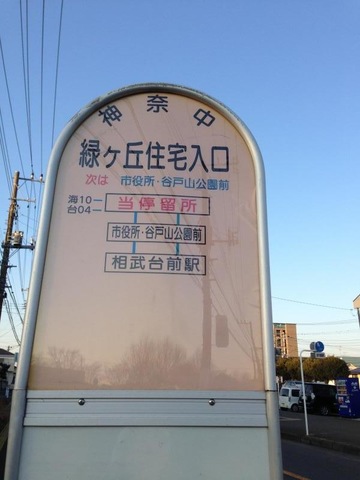 神奈中
緑ヶ丘住宅入口
次は 市役所・谷戸山公園前
海10
台04
当停留所
市役所・谷戸山公園前
相武台前駅